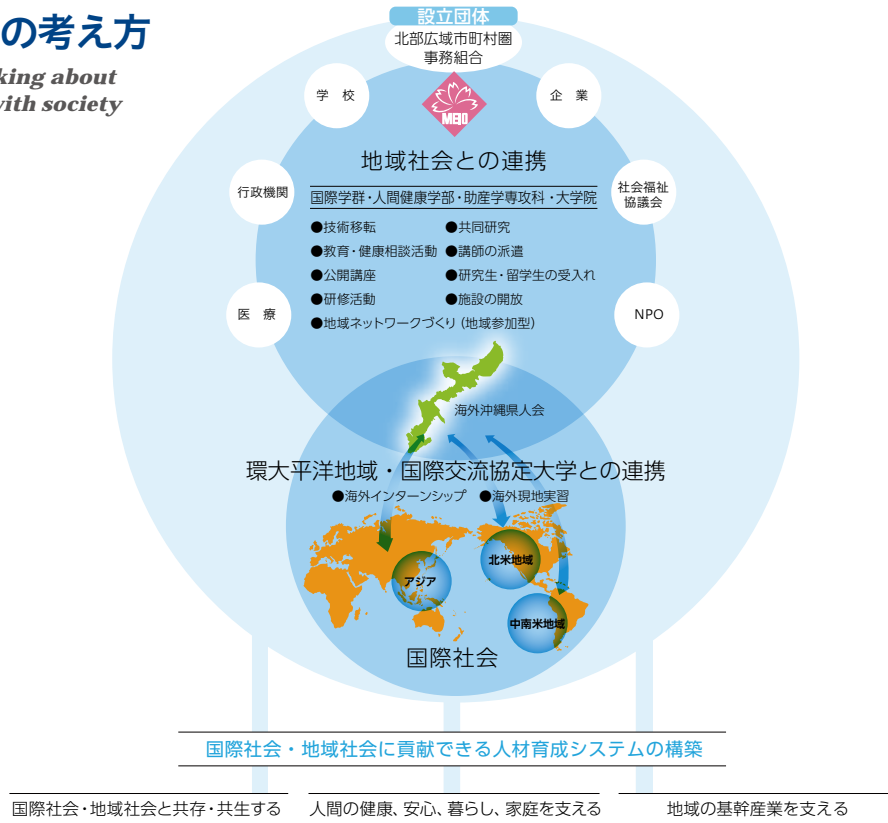 の考え方
king about
with society
設立団体
北部広域市町村圏
事務組合
学 校
企 業
MEIO
地域社会との連携
行政機関
社会福祉
協議会
国際学群・人間健康学部・助産学専攻科・大学院
●技術移転 ●共同研究
●教育・健康相談活動 ●講師の派遣
●公開講座 ●研究生・留学生の受入れ
●研修活動 ●施設の開放
医 療
NPO
●地域ネットワークづくり (地域参加型)
海外沖縄県人会
環太平洋地域・国際交流協定大学との連携
●海外インターンシップ ●海外現地実習
北米地域
アジア
中南米地域
国際社会
国際社会・地域社会に貢献できる人材育成システムの構築
国際社会・地域社会と共存・共生する
人間の健康、安心、暮らし、家庭を支える
地域の基幹産業を支える